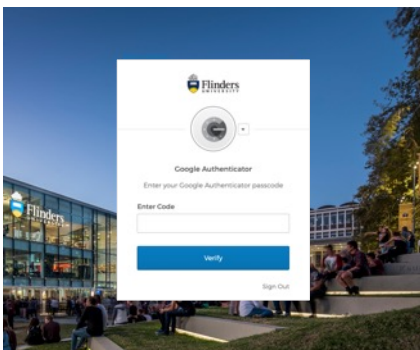 Flinders
UNIVERSITY
Google Authenticator
Enter your Google Authenticator passcode
Enter Code
Verify
Sign Out
Flinders